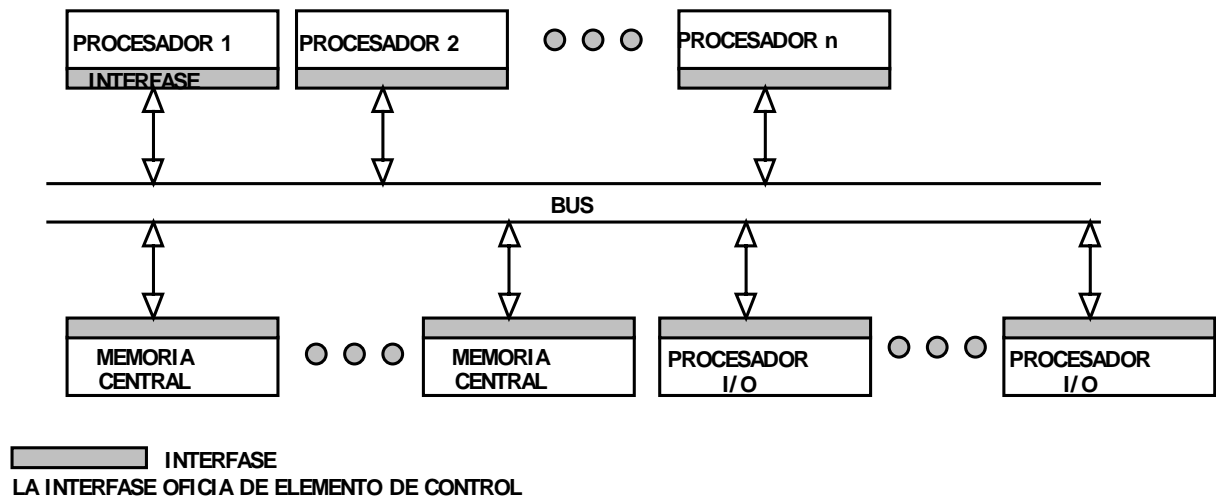 PROCESADOR 1
PROCESADOR 2
PROCESADOR n
INTERFASE
BUS
MEMORIA
CENTRAL
MEMORIA
CENTRAL
PROCESADOR
I/O
PROCESADOR
I/O
INTERFASE
LA INTERFASE OFICIA DE ELEMENTO DE CONTROL